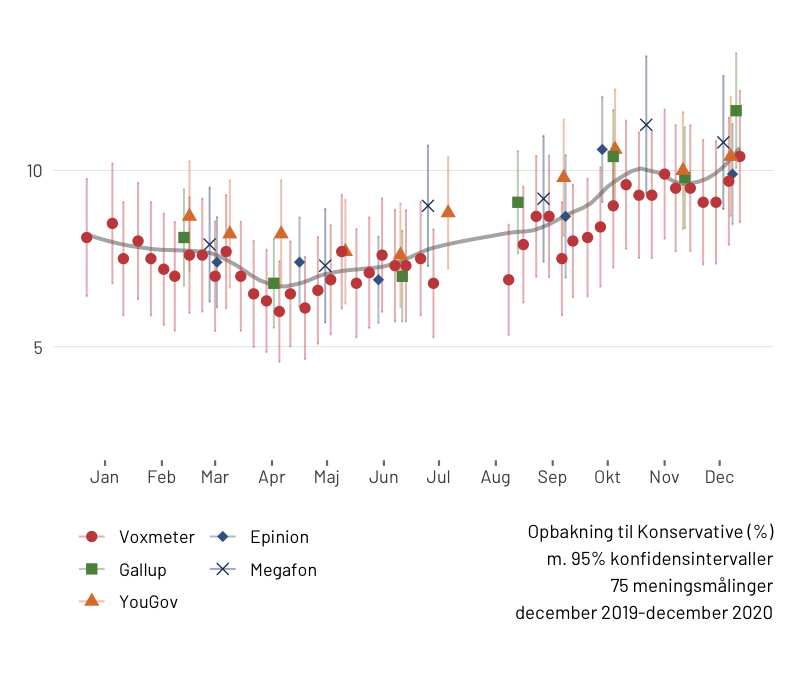 10
5
Jan Feb Mar Apr Maj Jun Jul Aug Sep Okt Nov Dec
Voxmeter Epinion
Gallup Megafon
YouGov
Opbakning til Konservative (%)
m. 95% konfidensintervaller
75 meningsmålinger
december 2019-december 2020